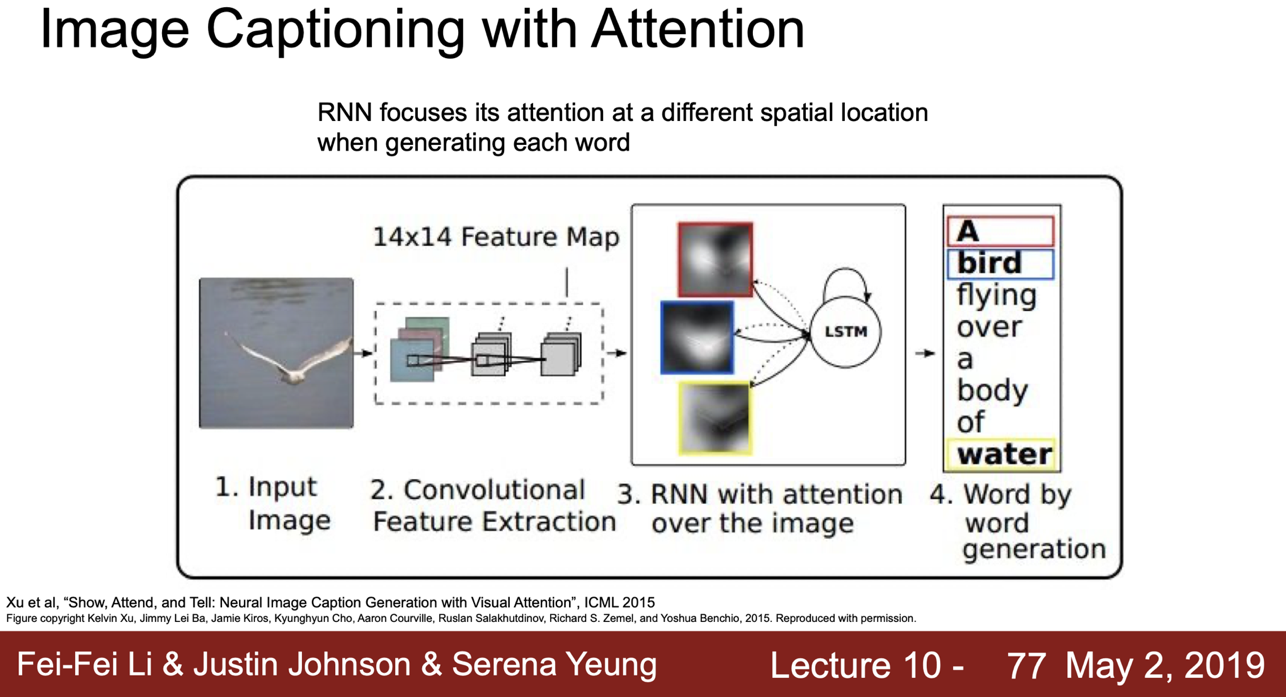 Image Captioning with Attention
RNN focuses its attention at a different spatial location
when generating each word
14x14 Feature Map
LSTM
A
bird
flying
over
a
body
of
water
1. Input
Image
2. Convolutional
Feature Extraction
3. RNN with attention
over the image
4. Word by
word
generation
Xu et al, “Show, Attend, and Tell: Neural Image Caption Generation with Visual Attention”, ICML 2015
Figure copyright Kelvin Xu, Jimmy Lei Ba, Jamie Kiros, Kyunghyun Cho, Aaron Courville, Ruslan Salakhutdinov, Richard S. Zemel, and Yoshua Benchio, 2015. Reproduced with permission.
Fei-Fei Li & Justin Johnson & Serena Yeung Lecture 10 - 77 May 2, 2019